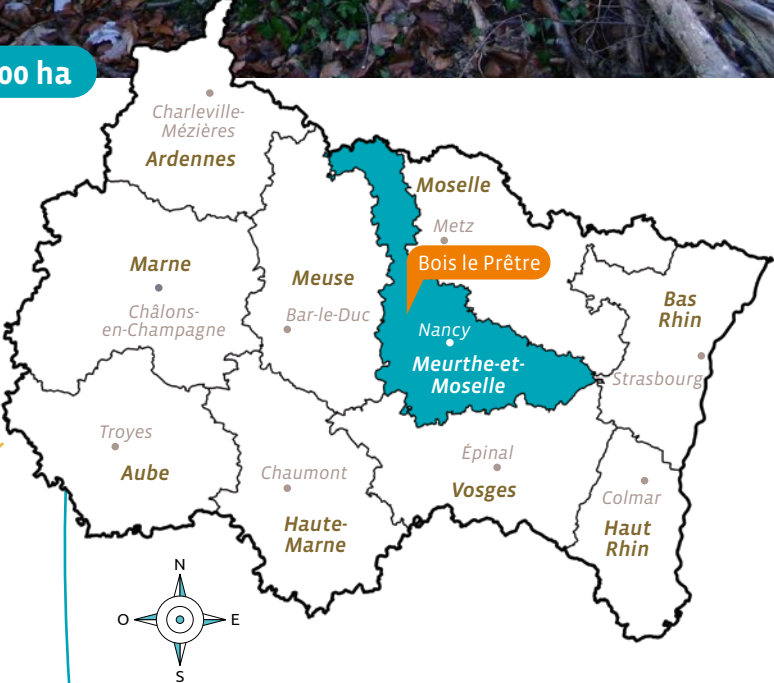 00 ha
Charleville-
Mézières
Ardennes
Moselle
Metz
Bois le Prêtre
Marne
Meuse
Châlons-
en-Champagne
Bar-le-Duc
Bas
Rhin
Nancy
Meurthe-et-
Moselle
Strasbourg
Troyes
Aube
Chaumont
Épinal
Vosges
Colmar
Haute-
Marne
Haut
Rhin
N
O
E
S